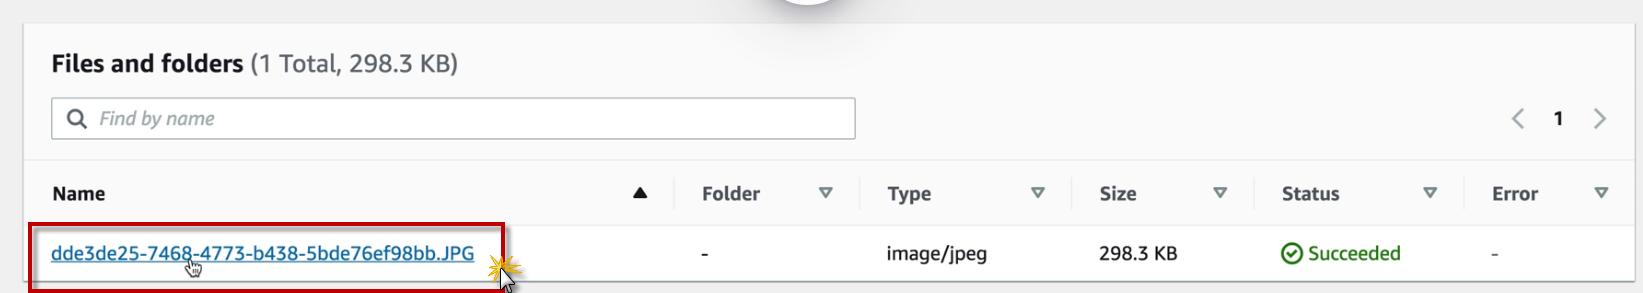 Files and folders (1 Total, 298.3 KB)
Find by name
1
Name Folder Type Size Status Error
dde3de25-7468-4773-b438-5bde76ef98bb.JPG - image/jpeg 298.3 KB Succeeded -